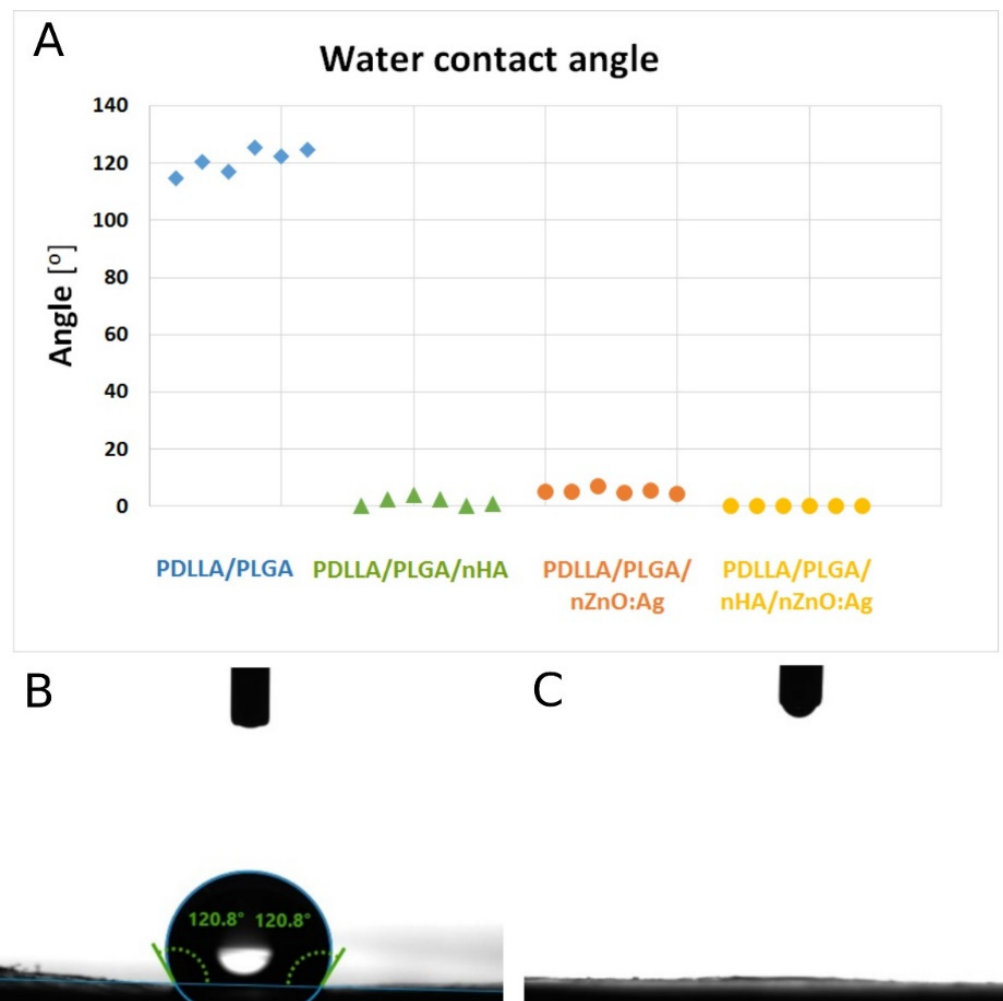 A
Water contact angle
140
120
100
80
60
40
20
0
Angle [º]
PDLLA/PLGA
PDLLA/PLGA/nHA
PDLLA/PLGA/
nZnO:Ag
PDLLA/PLGA/
nHA/nZnO:Ag
B
120.8° 120.8°
C